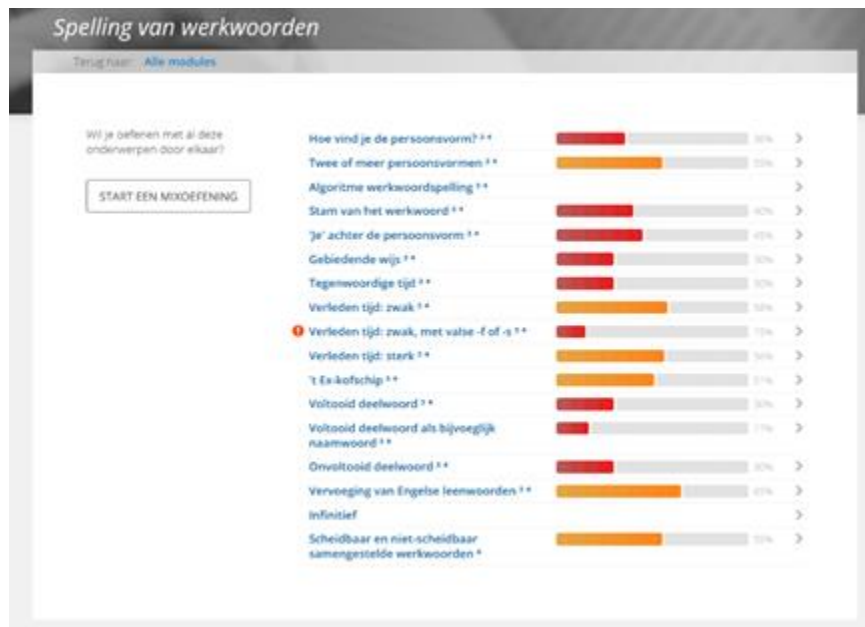 Spelling van werkwoorden
Terug naar: Alle modules
Wil je oefenen met al deze
onderwerpen door elkaar?
START EEN MIXOEFENING
Hoe vind je de persoonsvorm?
Twee of meer persoonsvormen
Algoritme werkwoordspelling
Stam van het werkwoord
'Je' achter de persoonsvorm
Gebiedende wijs
Tegenwoordige tijd
Verleden tijd: zwak
Verleden tijd: zwak, met valse -f of -s
Verleden tijd: sterk
't Ex-kofschip
Voltooid deelwoord
Voltooid deelwoord als bijvoeglijk
naamwoord
Onvoltooid deelwoord
Vervoeging van Engelse leenwoorden
Infinitief
Scheidbaar en niet-scheidbaar
samengestelde werkwoorden